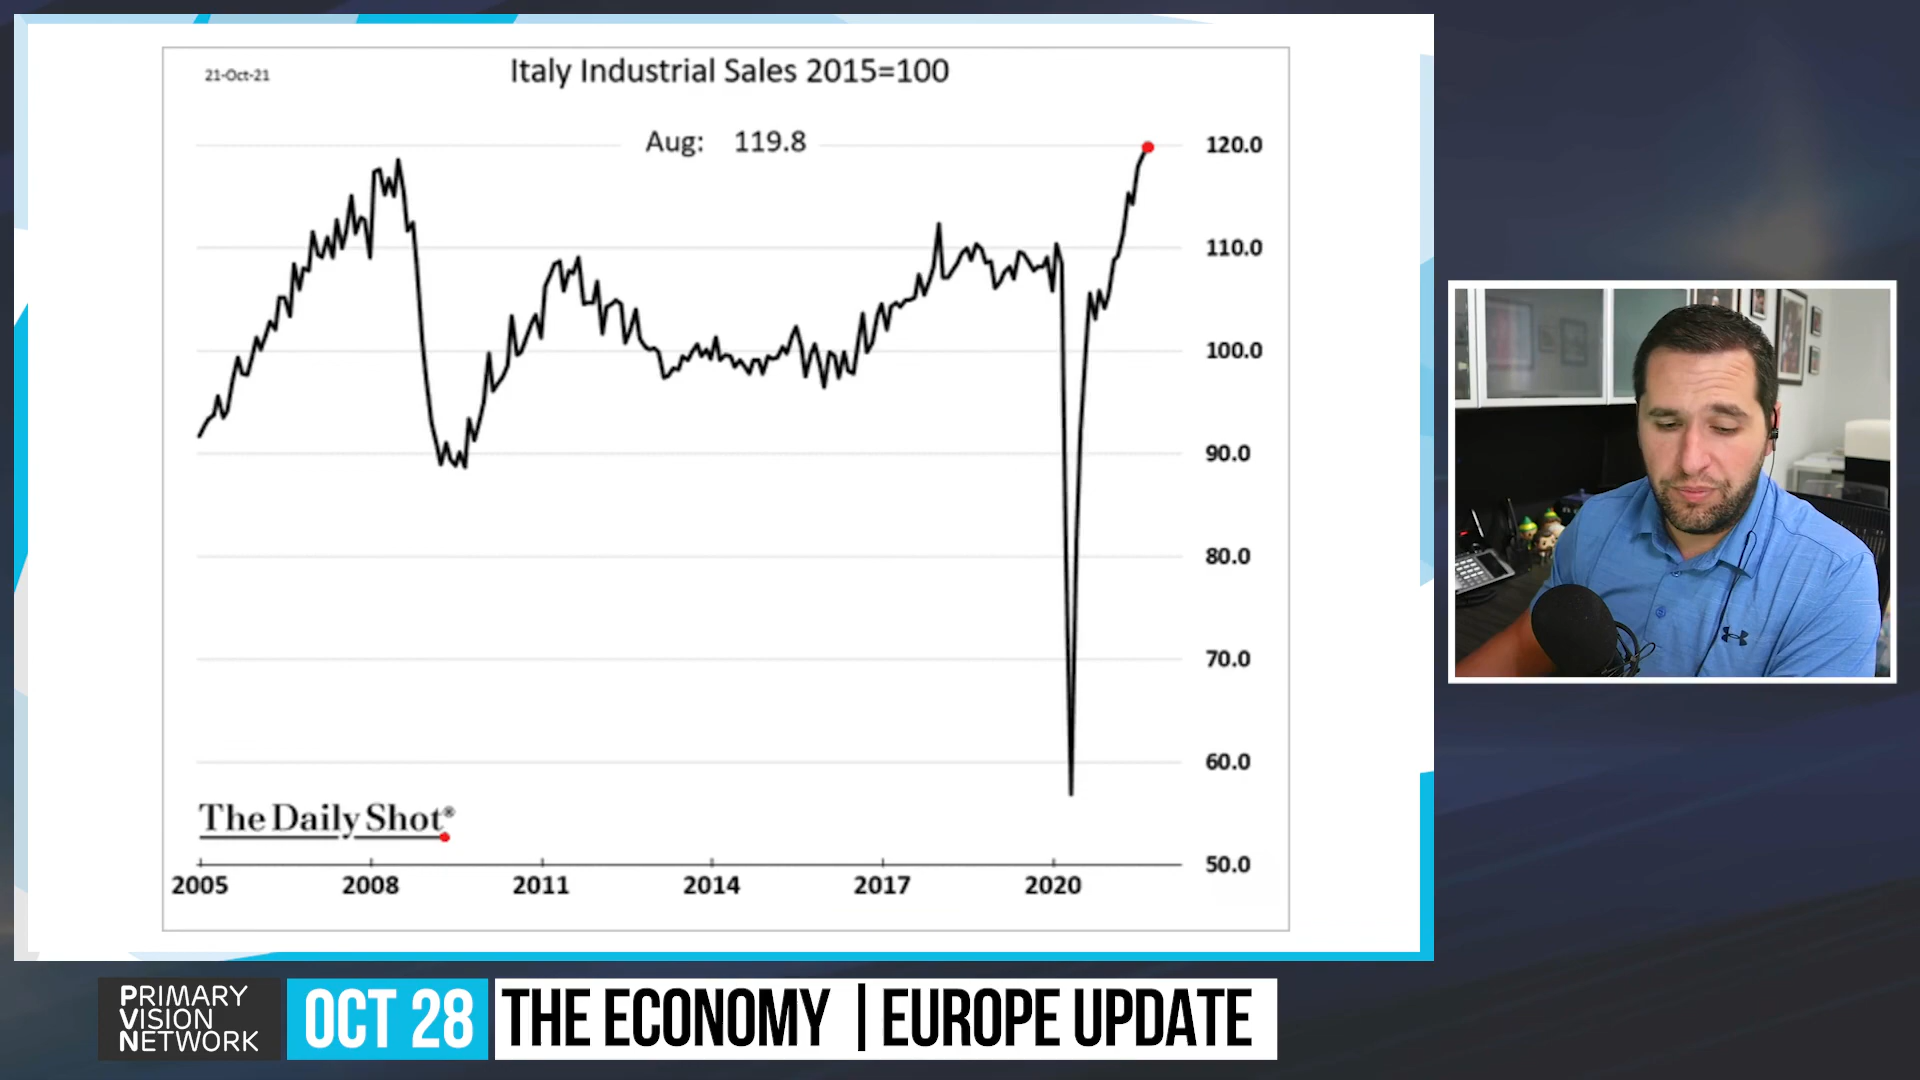 21-Oct-21
Italy Industrial Sales 2015=100
Aug: 119.8
120.0
110.0
100.0
90.0
80.0
70.0
60.0
50.0
The Daily Shot®
2005 2008 2011 2014 2017 2020
PRIMARY
VISION
NETWORK
OCT 28
THE ECONOMY | EUROPE UPDATE